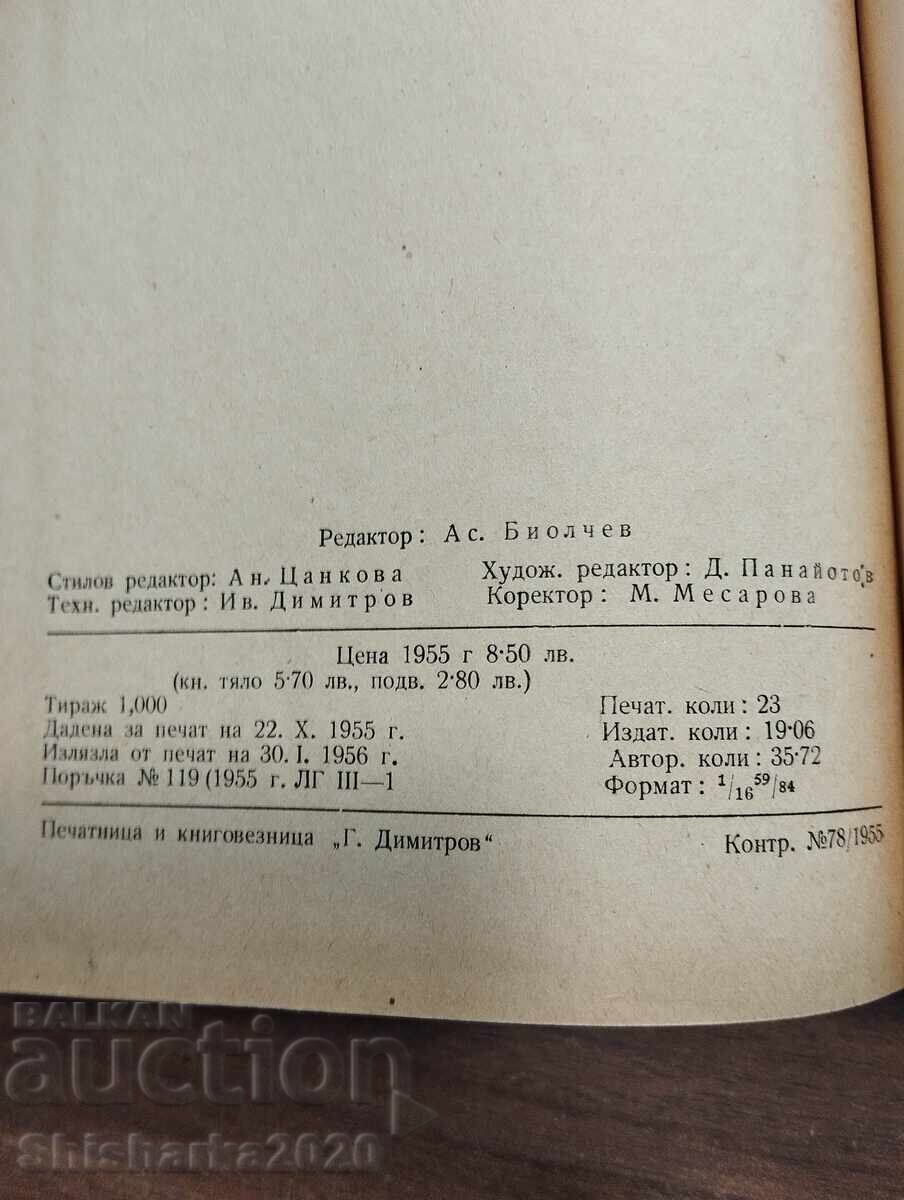 Редактор: Ас. Биолчев
Стилов редактор: Ан. Цанкова
Худож. редактор: Д. Панайотов
Техн. редактор: Ив. Димитров
Коректор: М. Месарова
Цена 1955 г 8·50 лв.
(кн. тяло 5·70 лв., подв. 2·80 лв.)
Тираж 1,000
Печат. коли: 23
Дадена за печат на 22. X. 1955 г.
Издат. коли: 19·06
Излязла от печат на 30. I. 1956 г.
Автор. коли: 35·72
Поръчка № 119 (1955 г. ЛГ III—1
Формат: 1/16 59/84
Печатница и книговезница „Г. Димитров"
Контр. №78/1955
BALKAN
auction
Shisharka2020